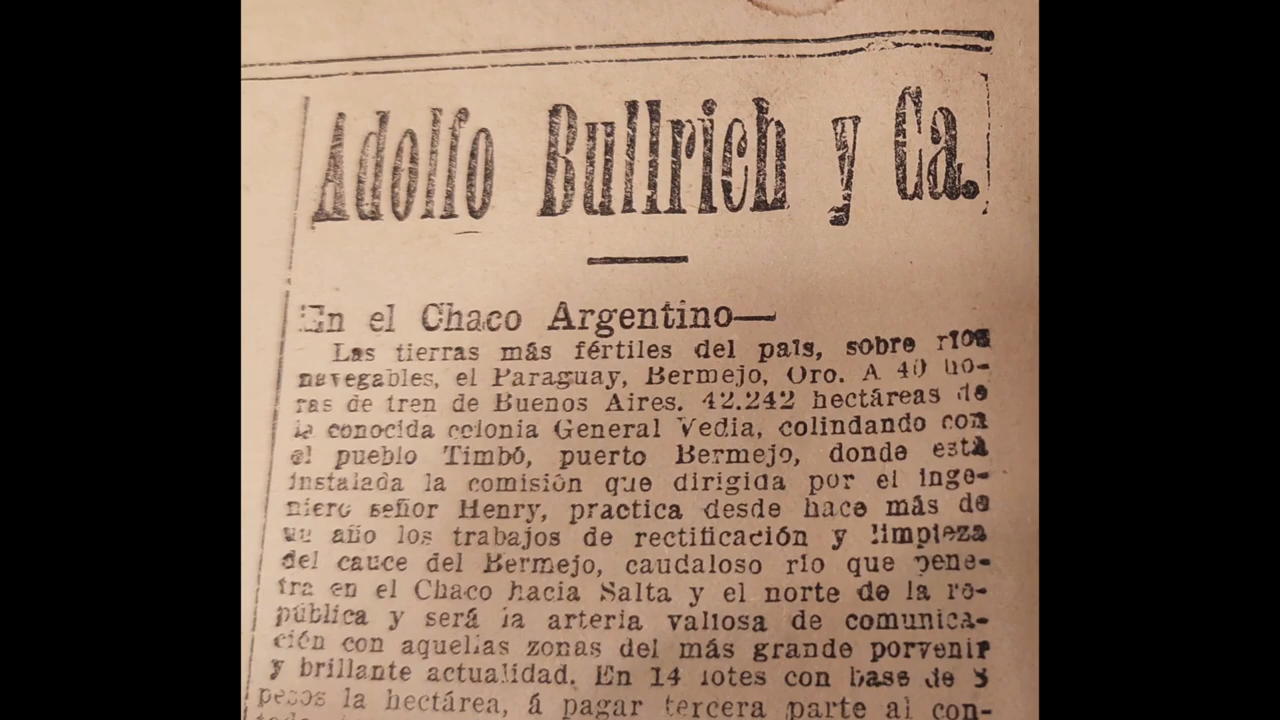 Adolfo Bullrich y Ca.
En el Chaco Argentino—
Las tierras más fértiles del país, sobre ríos
navegables, el Paraguay, Bermejo, Oro. A 40 ho-
ras de tren de Buenos Aires. 42.242 hectáreas de
la conocida colonia General Vedia, colindando con
el pueblo Timbó, puerto Bermejo, donde está
instalada la comisión que dirigida por el inge-
niero señor Henry, practica desde hace más de
un año los trabajos de rectificación y limpieza
del cauce del Bermejo, caudaloso río que pene-
tra en el Chaco hacia Salta y el norte de la re-
pública y será la arteria valiosa de comunica-
ción con aquellas zonas del más grande porvenir
y brillante actualidad. En 14 lotes con base de
pesos la hectárea, á pagar tercera parte al con-